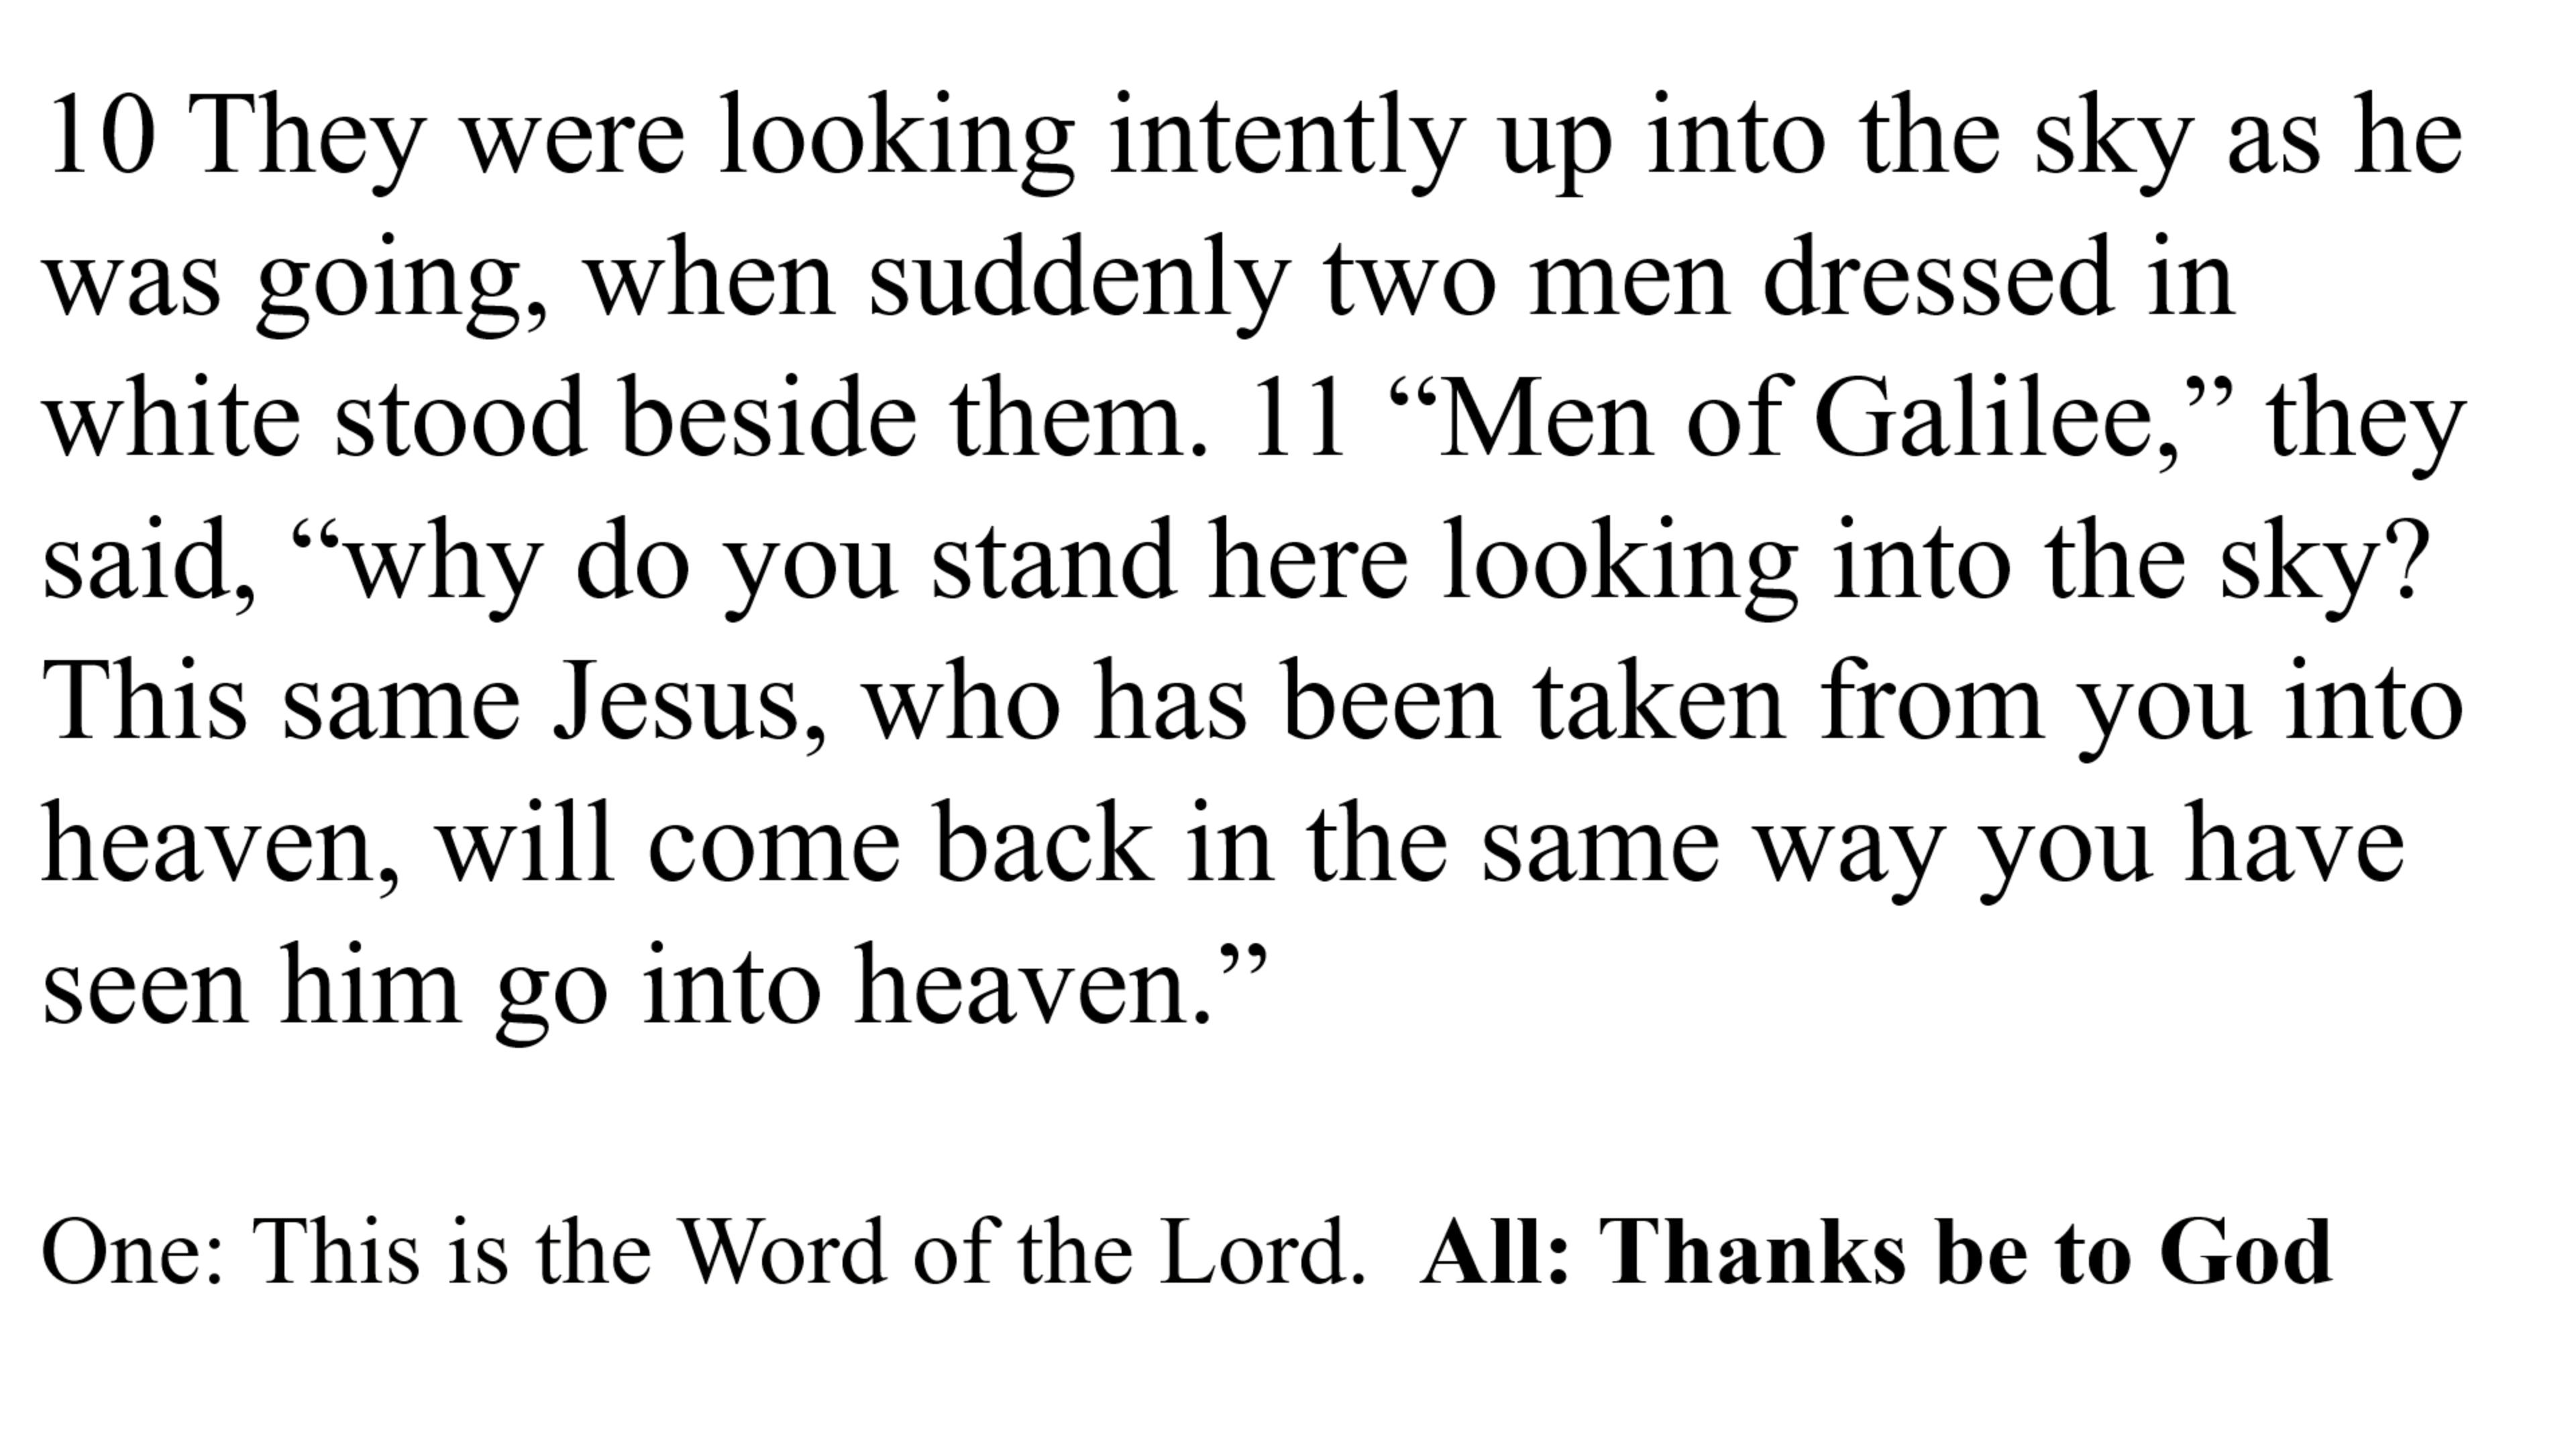 10 They were looking intently up into the sky as he
was going, when suddenly two men dressed in
white stood beside them. 11 “Men of Galilee,” they
said, “why do you stand here looking into the sky?
This same Jesus, who has been taken from you into
heaven, will come back in the same way you have
seen him go into heaven.”
One: This is the Word of the Lord.  All: Thanks be to God